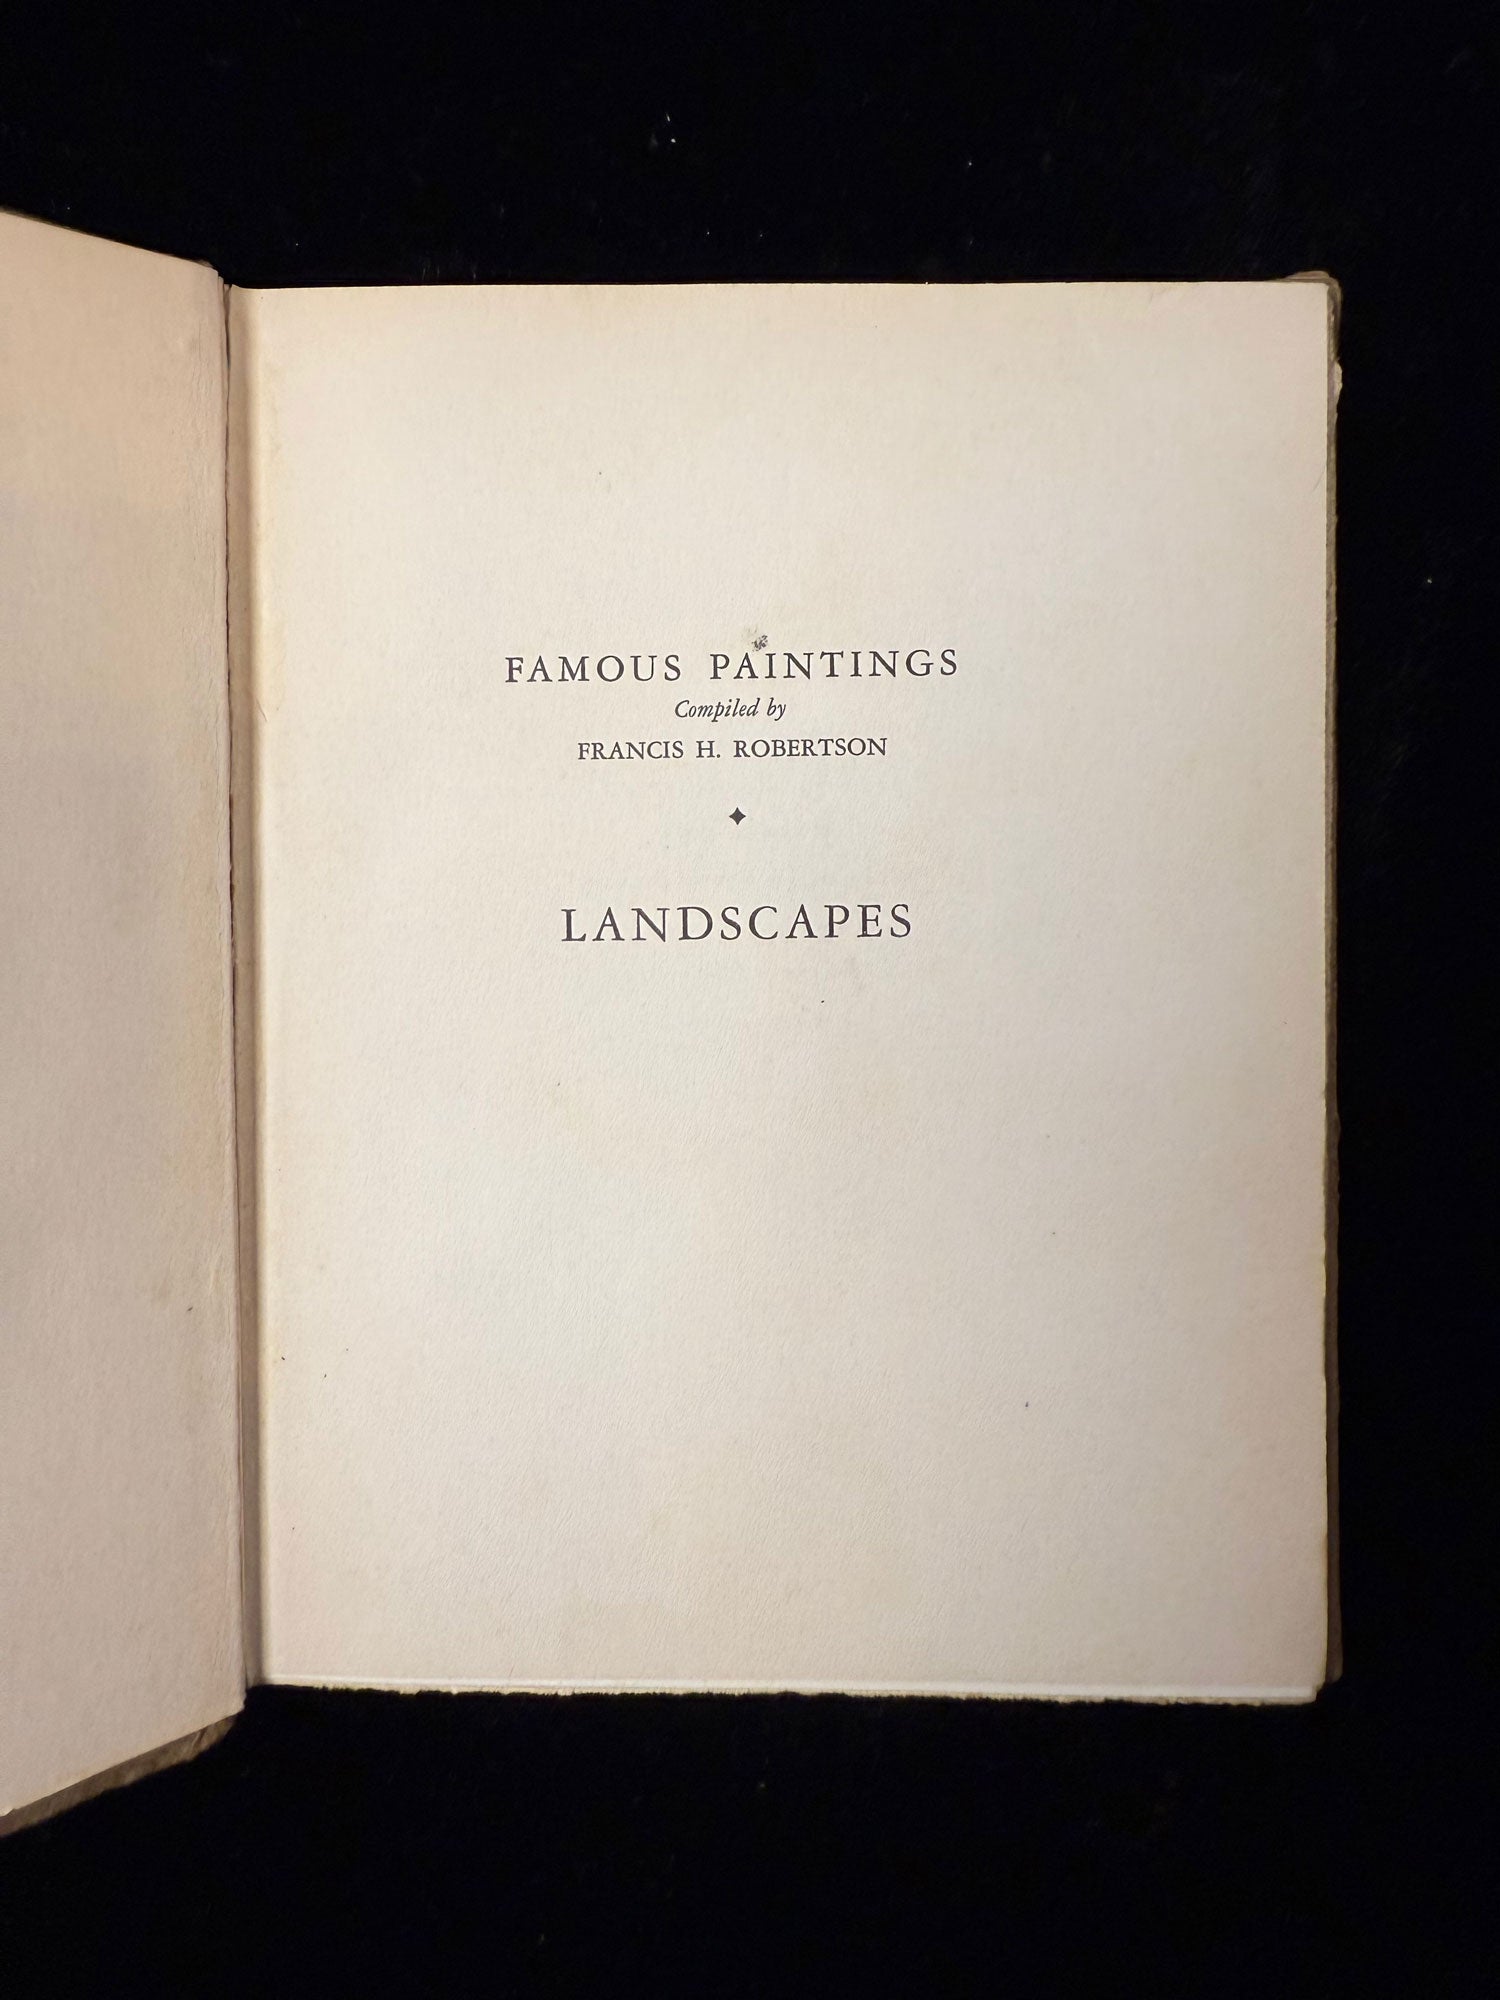 FAMOUS PAINTINGS
Compiled by
FRANCIS H. ROBERTSON
LANDSCAPES